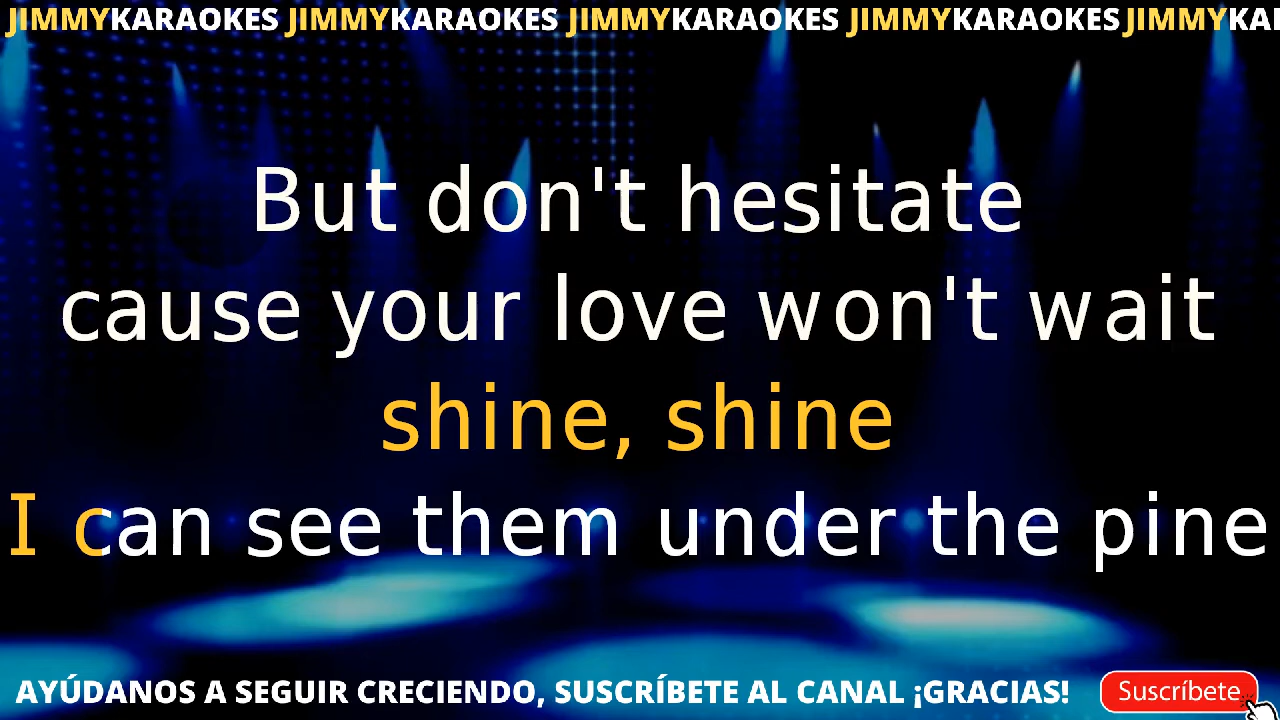 JIMMYKARAOKES JIMMYKARAOKES JIMMYKARAOKES JIMMYKARAOKES JIMMYKA
But don't hesitate
cause your love won't wait
shine, shine
I can see them under the pine
AYÚDANOS A SEGUIR CRECIENDO, SUSCRÍBETE AL CANAL ¡GRACIAS! Suscríbete